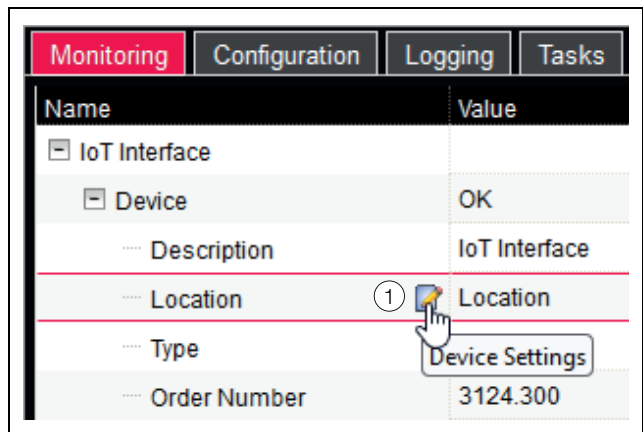 Monitoring Configuration Logging Tasks
Name Value
IoT Interface
Device OK
Description IoT Interface
Location 1 Location
Type Device Settings
Order Number 3124.300